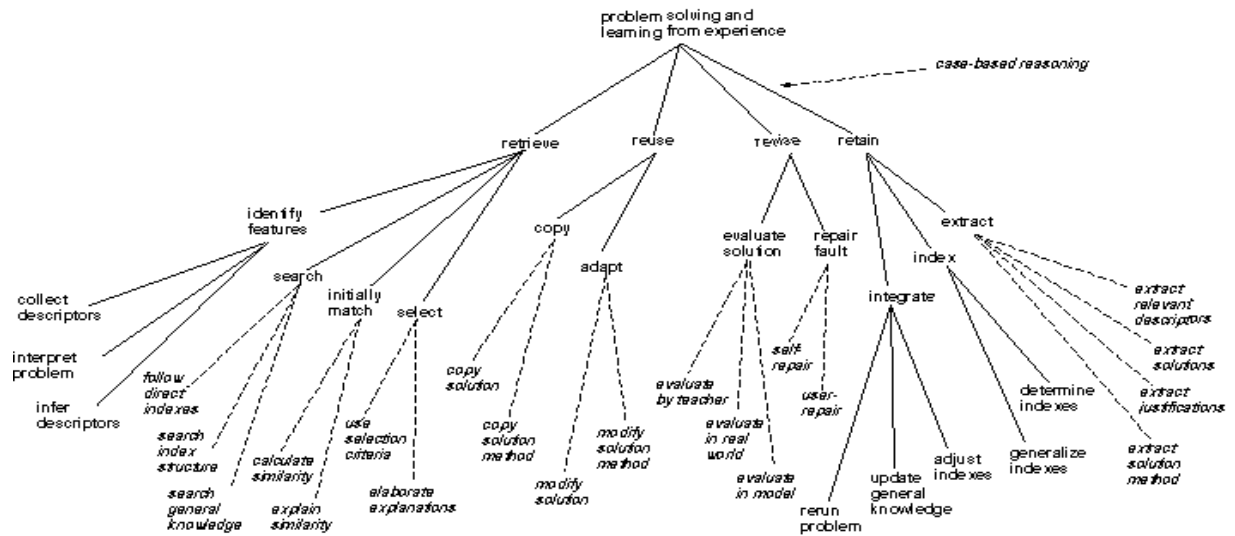 problem solving and
learning from experience
case-based reasoning
retrieve
reuse
revise
retain
identify
features
copy
evaluate
solution
repair
fault
extract
search
adapt
index
initially
match
select
integrate
collect
descriptors
extract
relevant
descriptors
interpret
problem
self-
repair
extract
solutions
follow
direct
indexes
copy
solution
evaluate
by teacher
user-
repair
determine
indexes
extract
justifications
infer
descriptors
search
index
structure
use
selection
criteria
copy
solution
method
modify
solution
method
evaluate
in real
world
calculate
similarity
adjust
indexes
generalize
indexes
extract
solution
method
search
general
knowledge
explain
similarity
elaborate
explanations
modify
solution
evaluate
in model
update
general
knowledge
rerun
problem